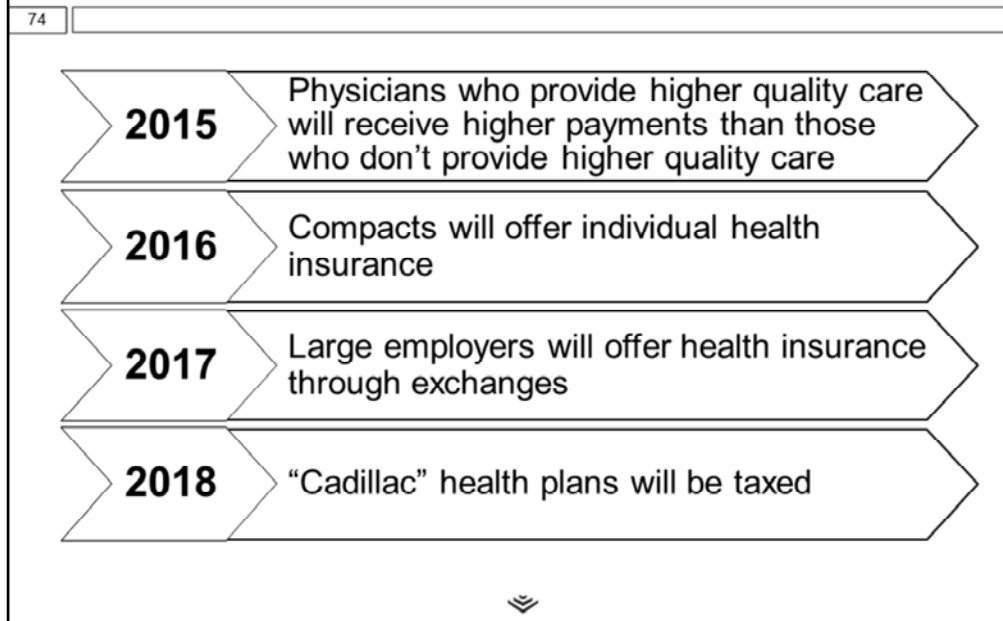 74
2015
Physicians who provide higher quality care
will receive higher payments than those
who don’t provide higher quality care
2016
Compacts will offer individual health
insurance
2017
Large employers will offer health insurance
through exchanges
2018
“Cadillac” health plans will be taxed